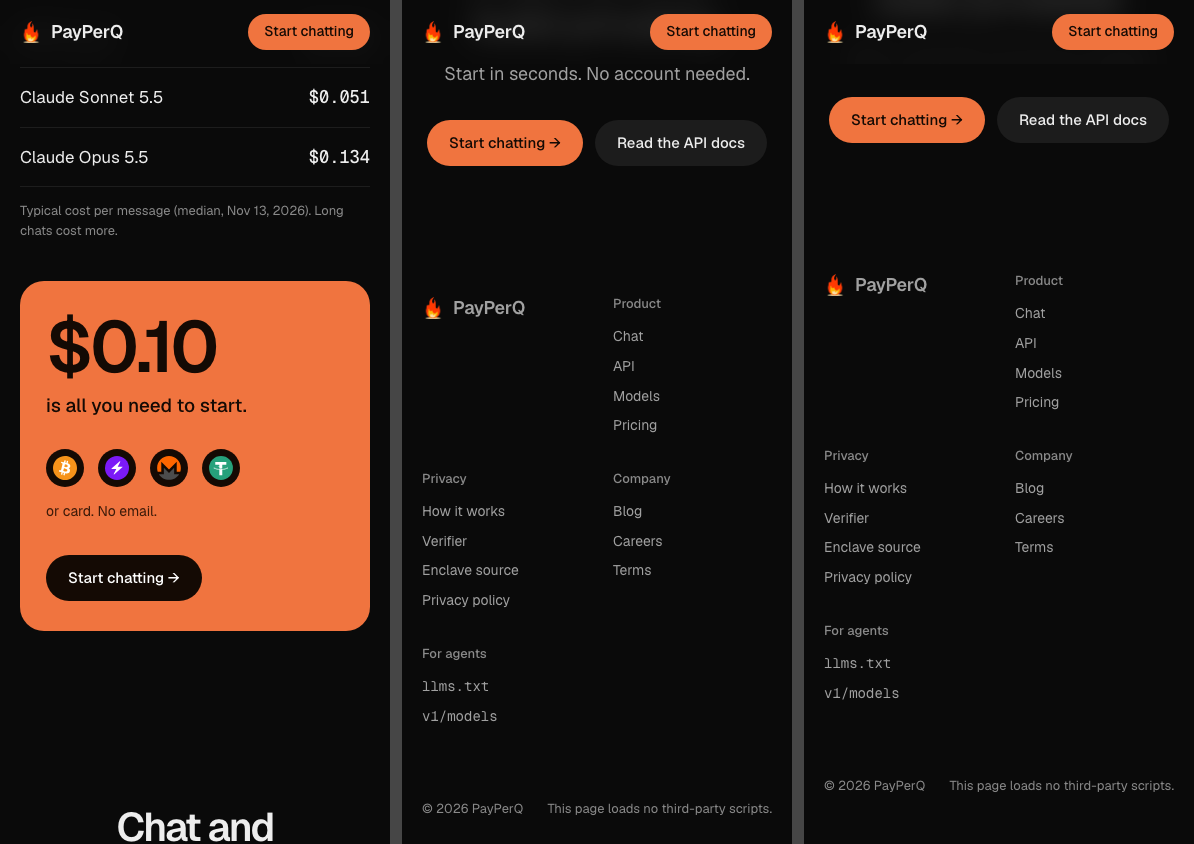 PayPerQ
Start chatting
Claude Sonnet 5.5
$0.051
Claude Opus 5.5
$0.134
Typical cost per message (median, Nov 13, 2026). Long
chats cost more.
$0.10
is all you need to start.
or card. No email.
Start chatting →
Chat and
PayPerQ
Start chatting
Start in seconds. No account needed.
Start chatting →
Read the API docs
PayPerQ
Product
Chat
API
Models
Pricing
Privacy
How it works
Verifier
Enclave source
Privacy policy
Company
Blog
Careers
Terms
For agents
llms.txt
v1/models
© 2026 PayPerQ
This page loads no third-party scripts.
PayPerQ
Start chatting
Start chatting →
Read the API docs
PayPerQ
Product
Chat
API
Models
Pricing
Privacy
How it works
Verifier
Enclave source
Privacy policy
Company
Blog
Careers
Terms
For agents
llms.txt
v1/models
© 2026 PayPerQ
This page loads no third-party scripts.